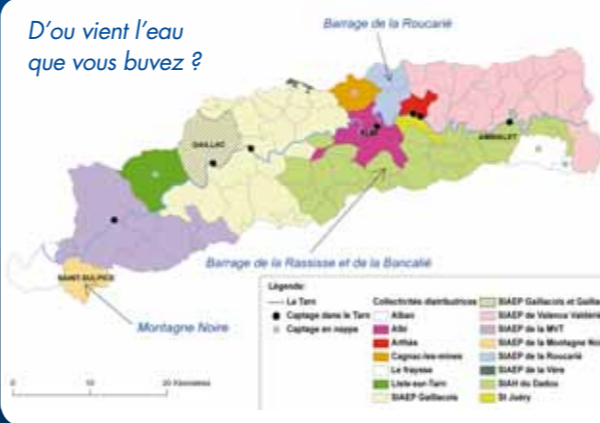 D'ou vient l'eau
que vous buvez ?
Barrage de la Roucarié
GAILLAC
ALBI
AMBIALET
SAINT-SULPICE
Barrage de la Rassisse et de la Bancalié
Montagne Noire
Légende:
Le Tarn
Captage dans le Tarn
Captage en nappe
Collectivités distributrices
Alban
Albi
Arthès
Cagnac-les-mines
Le fraysse
Lisle-sur-Tarn
SIAEP Gaillacois
SIAEP Gaillacois et Gailla
SIAEP de Valence Valdérie
SIAEP de la MVT
SIAEP de la Montagne Noi
SIAEP de la Roucarié
SIAEP de la Vère
SIAH du Dadou
St Juéry
0 10 20 Kilomètres